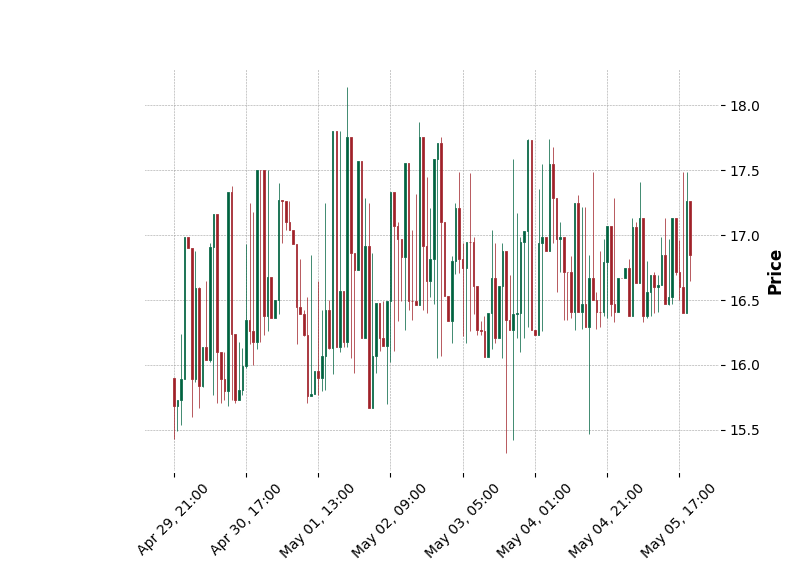 18.0
17.5
17.0
16.5
16.0
15.5
Price
Apr 29, 21:00
Apr 30, 17:00
May 01, 13:00
May 02, 09:00
May 03, 05:00
May 04, 01:00
May 04, 21:00
May 05, 17:00